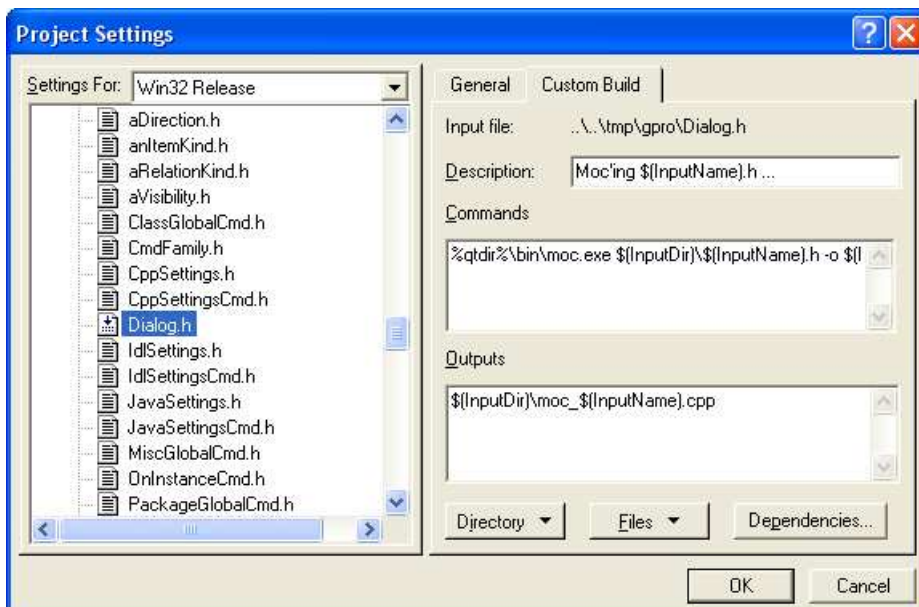 Project Settings
Settings For: Win32 Release
aDirection.h
anItemKind.h
aRelationKind.h
aVisibility.h
ClassGlobalCmd.h
CmdFamily.h
CppSettings.h
CppSettingsCmd.h
Dialog.h
IdlSettings.h
IdlSettingsCmd.h
JavaSettings.h
JavaSettingsCmd.h
MiscGlobalCmd.h
OnInstanceCmd.h
PackageGlobalCmd.h
General Custom Build
Input file: ..\..\tmp\gpro\Dialog.h
Description: Moc'ing $(InputName).h ...
Commands
%qtdir%\bin\moc.exe $(InputDir)\$(InputName).h -o $(I
Outputs
$(InputDir)\moc_$(InputName).cpp
Directory Files Dependencies...
OK Cancel